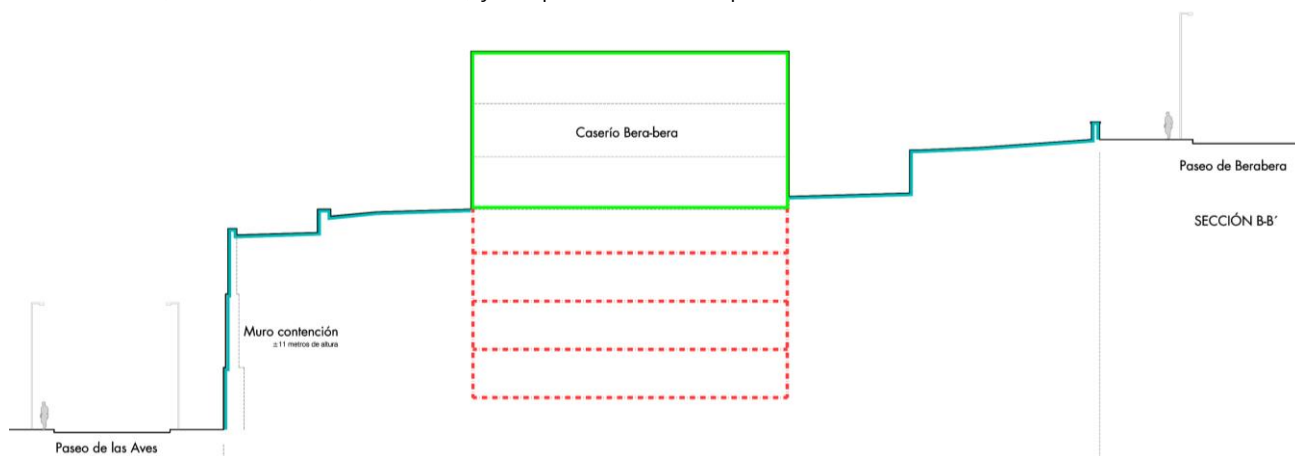 Caserío Bera-bera
Paseo de Berabera
SECCIÓN B-B´
Muro contención
±11 metros de altura
Paseo de las Aves